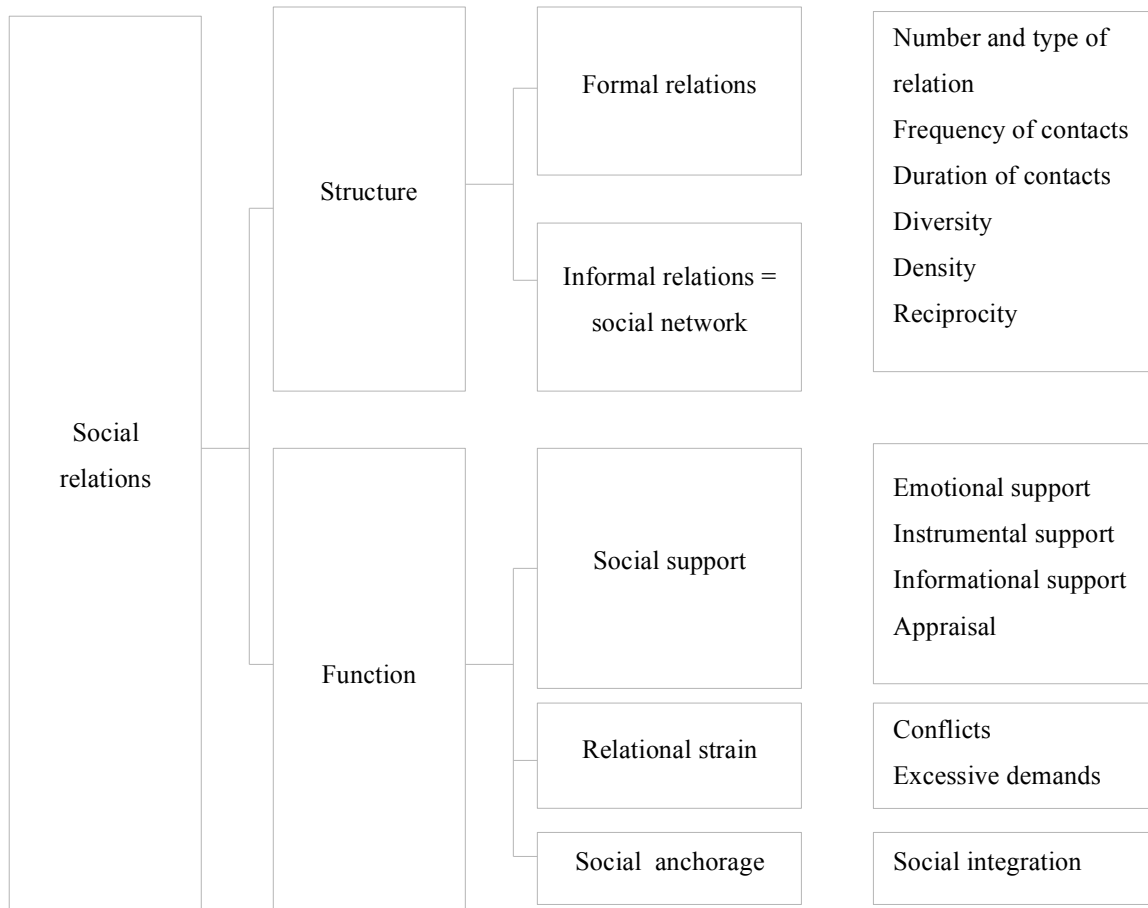 Social
relations
Structure
Formal relations
Informal relations =
social network
Number and type of
relation
Frequency of contacts
Duration of contacts
Diversity
Density
Reciprocity
Function
Social support
Emotional support
Instrumental support
Informational support
Appraisal
Relational strain
Conflicts
Excessive demands
Social  anchorage
Social integration